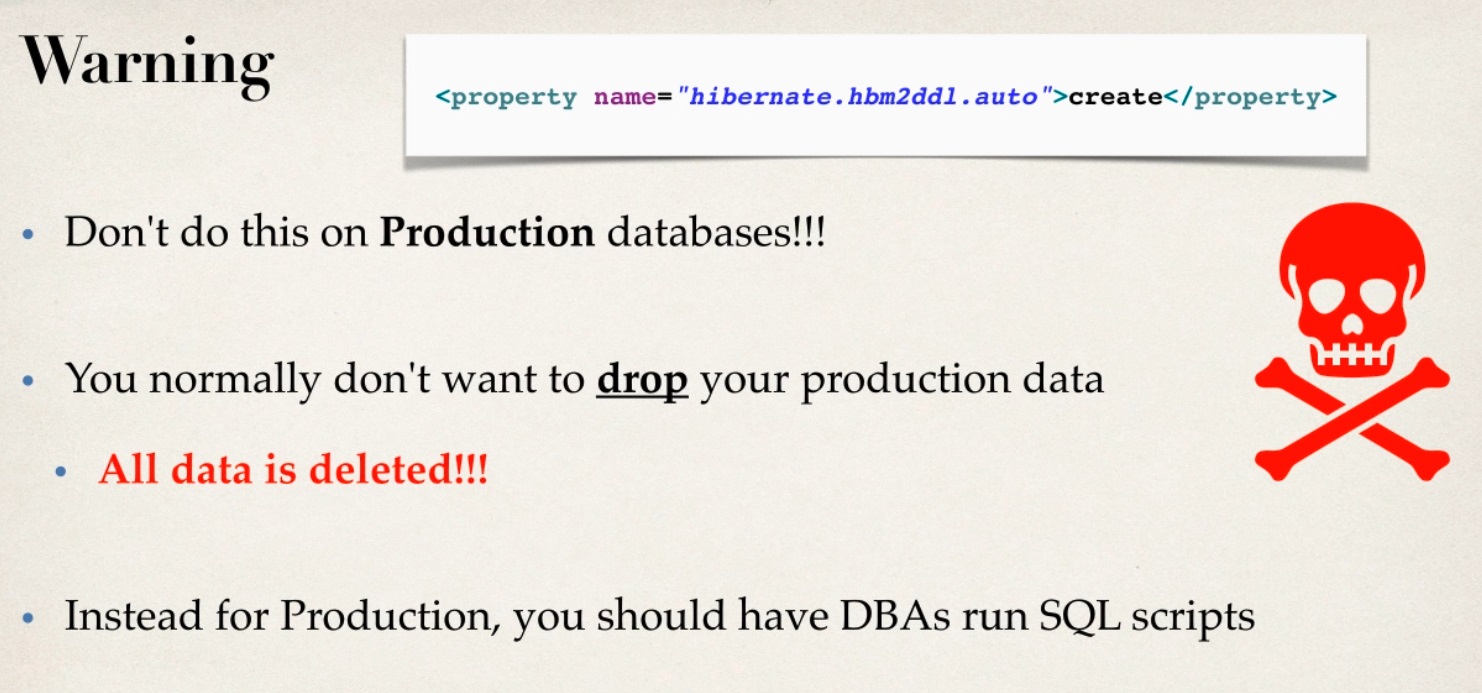 Warning
<property name="hibernate.hbm2ddl.auto">create</property>
• Don't do this on Production databases!!!
• You normally don't want to drop your production data
• All data is deleted!!!
• Instead for Production, you should have DBAs run SQL scripts